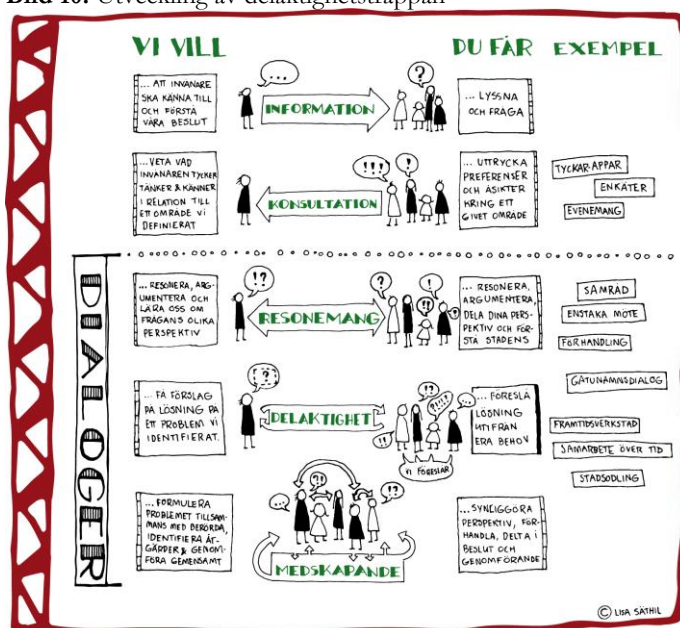 Bild 10. Utveckling av delaktighetstrappan
VI VILL
DU FÅR
EXEMPEL
... ATT INVÅNARE
SKA KÄNNA TILL
OCH FÖRSTÅ
VÅRA BESLUT
...
INFORMATION
?
... LYSSNA
OCH FRÅGA
...VETA VAD
INVÅNAREN TYCKER
TÄNKER & KÄNNER
I RELATION TILL
ETT OMRÅDE VI
DEFINIERAT
KONSULTATION
!!!
!
... UTTRYCKA
PREFERENSER
OCH ÅSIKTER
KRING ETT
GIVET OMRÅDE
TYCKAR-APPAR
ENKÄTER
EVENEMANG
DIALOGER
... RESONERA, ARG-
UMENTERA OCH
LÄRA OSS OM
FRÅGANS OLIKA
PERSPEKTIV
!?
RESONEMANG
?
!
!!
?
... RESONERA,
ARGUMENTERA,
DELA DINA PERS-
PEKTIV OCH FÖR-
STÅ STADENS
SAMRÅD
ENSTAKA MÖTE
FÖRHANDLING
... FÅ FÖRSLAG
PÅ LÖSNING PÅ
ETT PROBLEM VI
IDENTIFIERAT.
?
DELAKTIGHET
!!
!?
?!!!
...
VI FÖRESLÅR
... FÖRESLÅ
LÖSNING
UTIFRÅN
ERA BEHOV
GATUNAMNSDIALOG
FRAMTIDSVERKSTAD
SAMARBETE ÖVER TID
STADSODLING
... FORMULERA
PROBLEMET TILLSAM-
MANS MED BERÖRDA,
IDENTIFIERA ÅT-
GÄRDER & GENOM-
FÖRA GEMENSAMT
...
?!
!?
MEDSKAPANDE
... SYNLIGGÖRA
PERSPEKTIV, FÖR-
HANDLA, DELTA I
BESLUT OCH
GENOMFÖRANDE
© LISA SÄTHIL